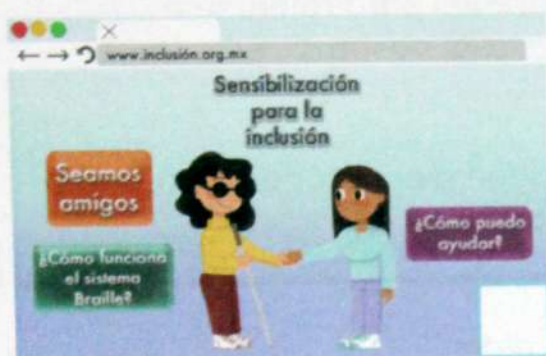 www.inclusión.org.mx
Sensibilización
para la
inclusión
Seamos
amigos
¿Cómo funciona
el sistema
Braille?
¿Cómo puedo
ayudar?